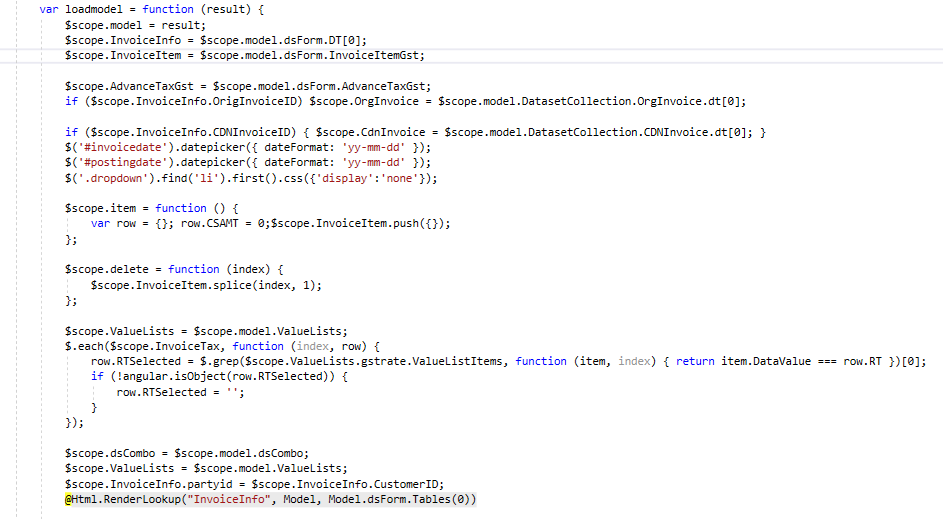 var loadmodel = function (result) {
$scope.model = result;
$scope.InvoiceInfo = $scope.model.dsForm.DT[0];
$scope.InvoiceItem = $scope.model.dsForm.InvoiceItemGst;
$scope.AdvanceTaxGst = $scope.model.dsForm.AdvanceTaxGst;
if ($scope.InvoiceInfo.OrigInvoiceID) $scope.OrgInvoice = $scope.model.DatasetCollection.OrgInvoice.dt[0];
if ($scope.InvoiceInfo.CDNInvoiceID) { $scope.CdnInvoice = $scope.model.DatasetCollection.CDNInvoice.dt[0]; }
$('#invoicedate').datepicker({ dateFormat: 'yy-mm-dd' });
$('#postingdate').datepicker({ dateFormat: 'yy-mm-dd' });
$('.dropdown').find('li').first().css({'display':'none'});
$scope.item = function () {
var row = {}; row.CSAMT = 0;$scope.InvoiceItem.push({});
};
$scope.delete = function (index) {
$scope.InvoiceItem.splice(index, 1);
};
$scope.ValueLists = $scope.model.ValueLists;
$.each($scope.InvoiceTax, function (index, row) {
row.RTSelected = $.grep($scope.ValueLists.gstrate.ValueListItems, function (item, index) { return item.DataValue === row.RT })[0];
if (!angular.isObject(row.RTSelected)) {
row.RTSelected = '';
}
});
$scope.dsCombo = $scope.model.dsCombo;
$scope.ValueLists = $scope.model.ValueLists;
$scope.InvoiceInfo.partyid = $scope.InvoiceInfo.CustomerID;
@Html.RenderLookup("InvoiceInfo", Model, Model.dsForm.Tables(0))